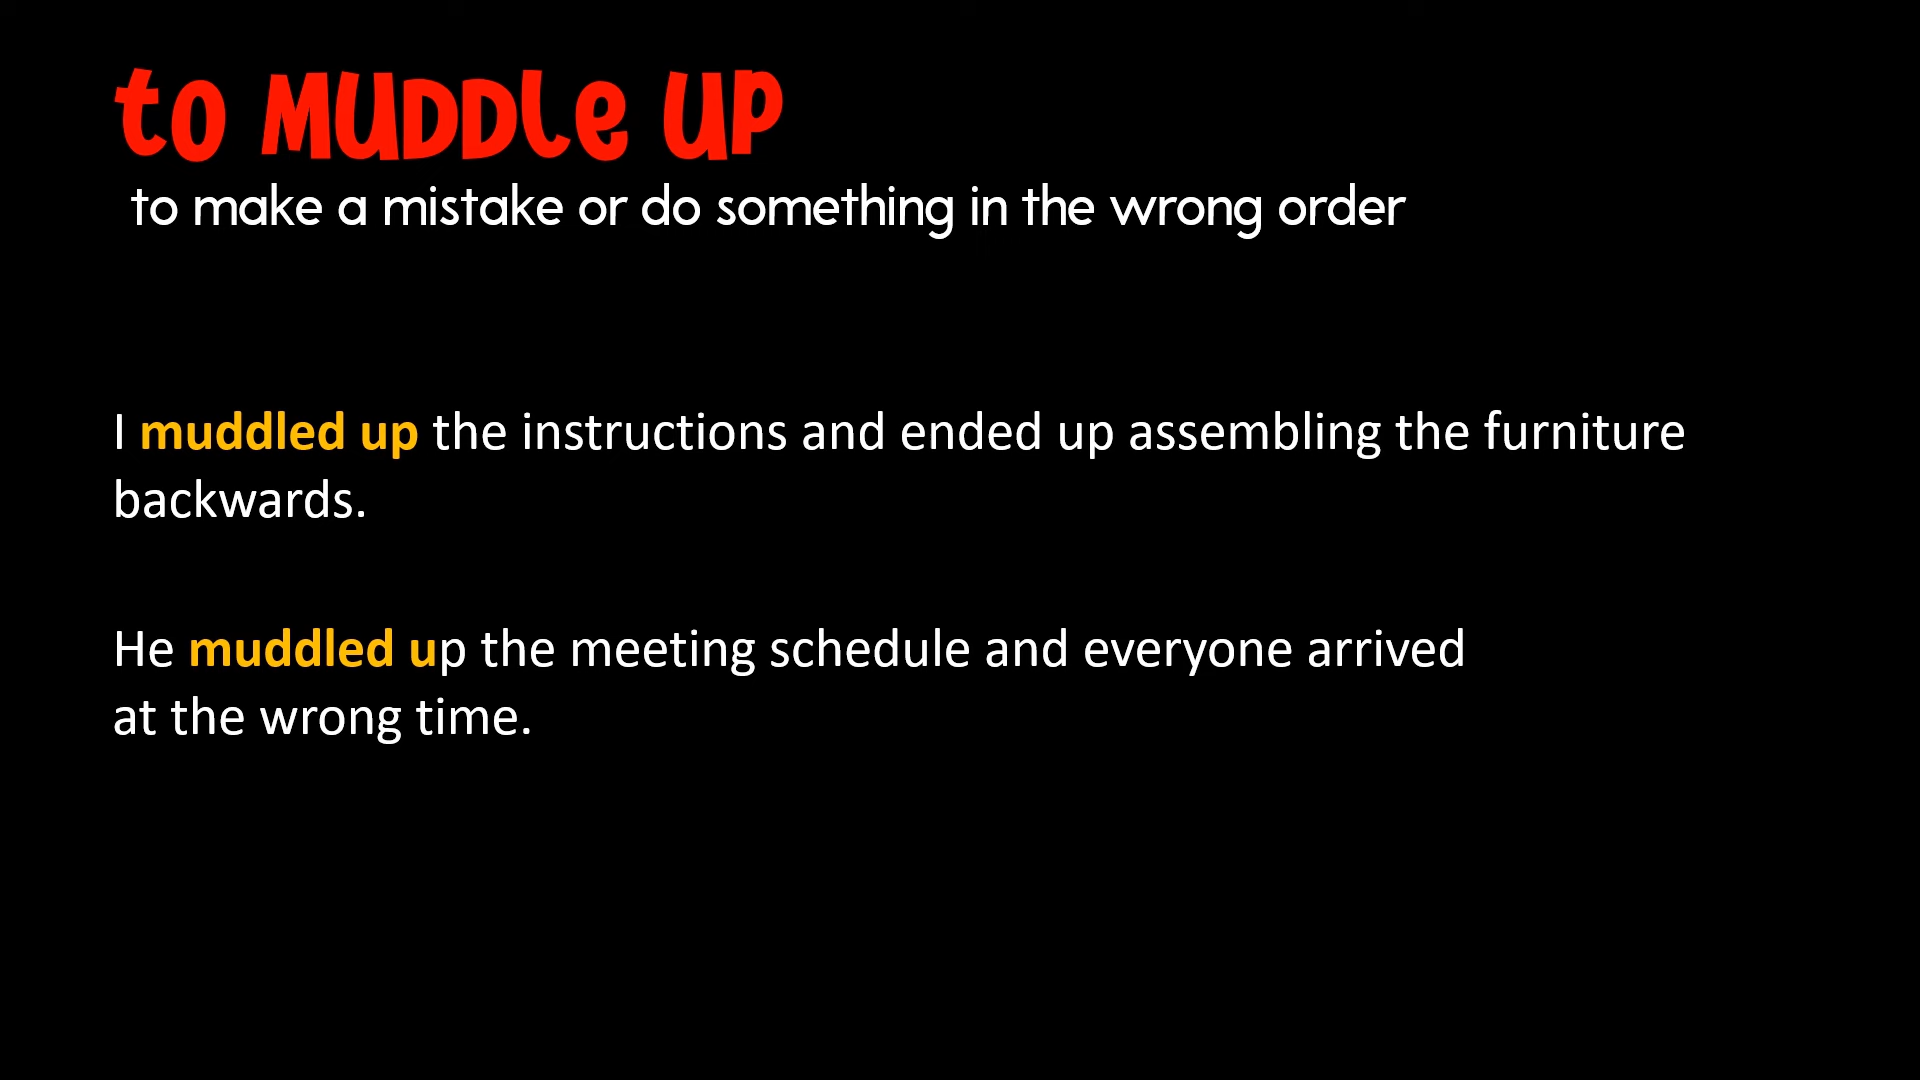 to MUDDLe UP
to make a mistake or do something in the wrong order
I muddled up the instructions and ended up assembling the furniture
backwards.
He muddled up the meeting schedule and everyone arrived
at the wrong time.